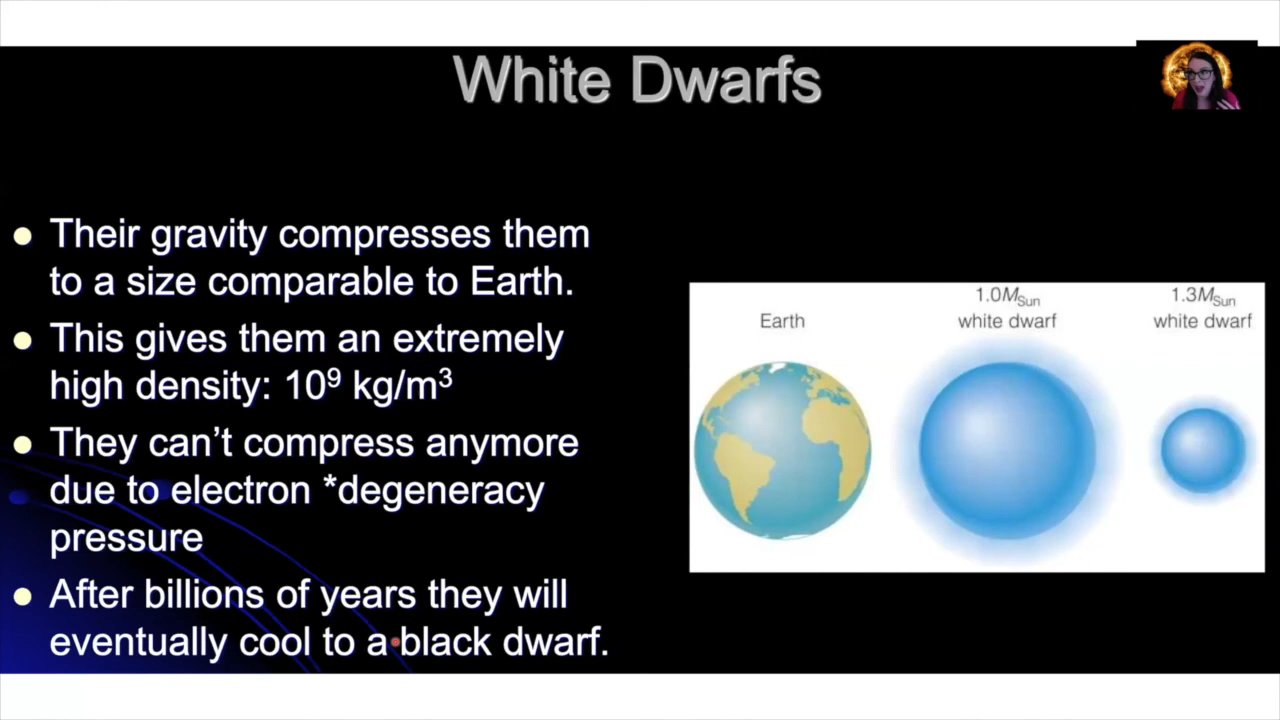 White Dwarfs
● Their gravity compresses them
to a size comparable to Earth.
● This gives them an extremely
high density: 10⁹ kg/m³
● They can’t compress anymore
due to electron *degeneracy
pressure
● After billions of years they will
eventually cool to a black dwarf.
Earth
1.0M_Sun
white dwarf
1.3M_Sun
white dwarf